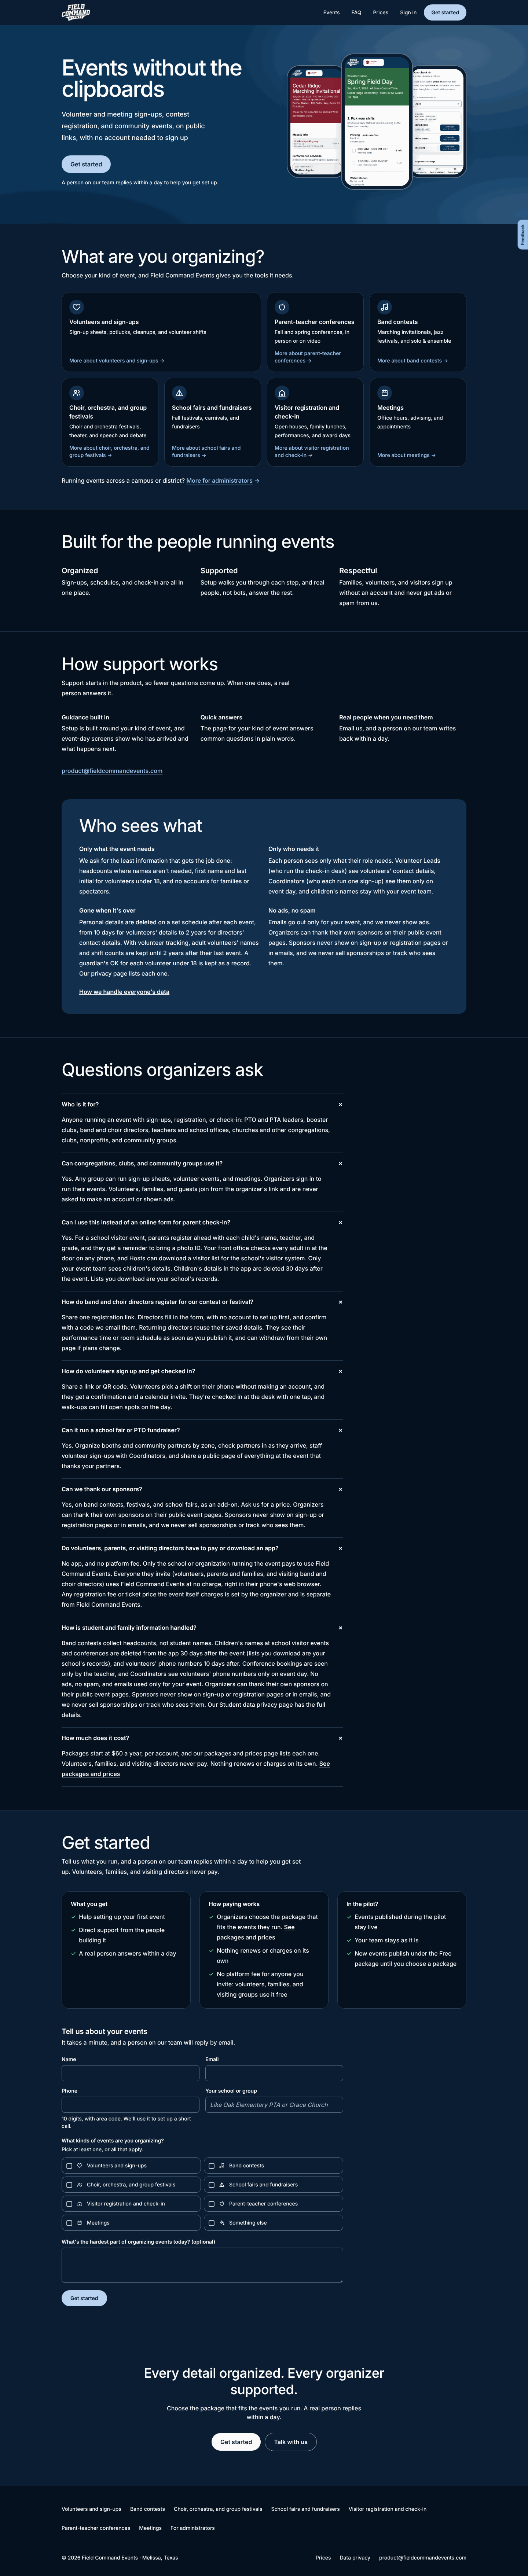 FIELD
COMMAND
EVENTS
Events
FAQ
Prices
Sign in
Get started
Events without the
clipboards
Volunteer and meeting sign-ups, contest
registration, and community events, on public
links, with no account needed to sign up
Get started
A person on our team replies within a day to help you get set up.
Cedar Ridge
Marching Invitational
Spring Field Day
1. Pick your shifts
Feedback
What are you organizing?
Choose your kind of event, and Field Command Events gives you the tools it needs.
Volunteers and sign-ups
Sign-up sheets, potlucks, cleanups, and volunteer shifts
More about volunteers and sign-ups →
Parent-teacher conferences
Fall and spring conferences, in
person or on video
More about parent-teacher
conferences →
Band contests
Marching invitationals, jazz
festivals, and solo & ensemble
More about band contests →
Choir, orchestra, and group
festivals
Choir and orchestra festivals,
theater, and speech and debate
More about choir, orchestra, and
group festivals →
School fairs and fundraisers
Fall festivals, carnivals, and
fundraisers
More about school fairs and
fundraisers →
Visitor registration and
check-in
Open houses, family lunches,
performances, and award days
More about visitor registration
and check-in →
Meetings
Office hours, advising, and
appointments
More about meetings →
Running events across a campus or district? More for administrators →
Built for the people running events
Organized
Sign-ups, schedules, and check-in are all in
one place.
Supported
Setup walks you through each step, and real
people, not bots, answer the rest.
Respectful
Families, volunteers, and visitors sign up
without an account and never get ads or
spam from us.
How support works
Support starts in the product, so fewer questions come up. When one does, a real
person answers it.
Guidance built in
Setup is built around your kind of event, and
event-day screens show who has arrived and
what happens next.
Quick answers
The page for your kind of event answers
common questions in plain words.
Real people when you need them
Email us, and a person on our team writes
back within a day.
product@fieldcommandevents.com
Who sees what
Only what the event needs
We ask for the least information that gets the job done:
headcounts where names aren't needed, first name and last
initial for volunteers under 18, and no accounts for families or
spectators.
Only who needs it
Each person sees only what their role needs. Volunteer Leads
(who run the check-in desk) see volunteers' contact details,
Coordinators (who each run one sign-up) see them only on
event day, and children's names stay with your event team.
Gone when it's over
Personal details are deleted on a set schedule after each event,
from 10 days for volunteers' details to 2 years for directors'
contact details. With volunteer tracking, adult volunteers' names
and shift counts are kept until 2 years after their last event. A
guardian's OK for each volunteer under 18 is kept as a record.
Our privacy page lists each one.
No ads, no spam
Emails go out only for your event, and we never show ads.
Organizers can thank their own sponsors on their public event
pages. Sponsors never show on sign-up or registration pages or
in emails, and we never sell sponsorships or track who sees
them.
How we handle everyone's data
Questions organizers ask
Who is it for?
Anyone running an event with sign-ups, registration, or check-in: PTO and PTA leaders, booster
clubs, band and choir directors, teachers and school offices, churches and other congregations,
clubs, nonprofits, and community groups.
Can congregations, clubs, and community groups use it?
Yes. Any group can run sign-up sheets, volunteer events, and meetings. Organizers sign in
to run their events. Volunteers, families, and guests join from the organizer's link and are never
asked to make an account or shown ads.
Can I use this instead of an online form for parent check-in?
Yes. For a school visitor event, parents register ahead with each child's name, teacher, and
grade, and they get a reminder to bring a photo ID. Your front office checks every adult in at the
door on any phone, and Hosts can download a visitor list for the school's visitor system. Only
your event team sees children's details. Children's details in the app are deleted 30 days after
the event. Lists you download are your school's records.
How do band and choir directors register for our contest or festival?
Share one registration link. Directors fill in the form, with no account to set up first, and confirm
with a code we email them. Returning directors reuse their saved details. They see their
performance time or room schedule as soon as you publish it, and can withdraw from their own
page if plans change.
How do volunteers sign up and get checked in?
Share a link or QR code. Volunteers pick a shift on their phone without making an account, and
they get a confirmation and a calendar invite. They're checked in at the desk with one tap, and
walk-ups can fill open spots on the day.
Can it run a school fair or PTO fundraiser?
Yes. Organize booths and community partners by zone, check partners in as they arrive, staff
volunteer sign-ups with Coordinators, and share a public page of everything at the event that
thanks your partners.
Can we thank our sponsors?
Yes, on band contests, festivals, and school fairs, as an add-on. Ask us for a price. Organizers
can thank their own sponsors on their public event pages. Sponsors never show on sign-up or
registration pages or in emails, and we never sell sponsorships or track who sees them.
Do volunteers, parents, or visiting directors have to pay or download an app?
No app, and no platform fee. Only the school or organization running the event pays to use Field
Command Events. Everyone they invite (volunteers, parents and families, and visiting band and
choir directors) uses Field Command Events at no charge, right in their phone's web browser.
Any registration fee or ticket price the event itself charges is set by the organizer and is separate
from Field Command Events.
How is student and family information handled?
Band contests collect headcounts, not student names. Children's names at school visitor events
and conferences are deleted from the app 30 days after the event (lists you download are your
school's records), and volunteers' phone numbers 10 days after. Conference bookings are seen
only by the teacher, and Coordinators see volunteers' phone numbers only on event day. No
ads, no spam, and emails used only for your event. Organizers can thank their own sponsors on
their public event pages. Sponsors never show on sign-up or registration pages or in emails, and
we never sell sponsorships or track who sees them. Our Student data privacy page has the full
details.
How much does it cost?
Packages start at $60 a year, per account, and our packages and prices page lists each one.
Volunteers, families, and visiting directors never pay. Nothing renews or charges on its own. See
packages and prices
Get started
Tell us what you run, and a person on our team replies within a day to help you get set
up. Volunteers, families, and visiting directors never pay.
What you get
Help setting up your first event
Direct support from the people
building it
A real person answers within a day
How paying works
Organizers choose the package that
fits the events they run. See
packages and prices
Nothing renews or charges on its
own
No platform fee for anyone you
invite: volunteers, families, and
visiting groups use it free
In the pilot?
Events published during the pilot
stay live
Your team stays as it is
New events publish under the Free
package until you choose a package
Tell us about your events
It takes a minute, and a person on our team will reply by email.
Name
Email
Phone
Your school or group
Like Oak Elementary PTA or Grace Church
10 digits, with area code. We'll use it to set up a short
call.
What kinds of events are you organizing?
Pick at least one, or all that apply.
Volunteers and sign-ups
Band contests
Choir, orchestra, and group festivals
School fairs and fundraisers
Visitor registration and check-in
Parent-teacher conferences
Meetings
Something else
What's the hardest part of organizing events today? (optional)
Get started
Every detail organized. Every organizer
supported.
Choose the package that fits the events you run. A real person replies
within a day.
Get started
Talk with us
Volunteers and sign-ups
Band contests
Choir, orchestra, and group festivals
School fairs and fundraisers
Visitor registration and check-in
Parent-teacher conferences
Meetings
For administrators
© 2026 Field Command Events · Melissa, Texas
Prices
Data privacy
product@fieldcommandevents.com